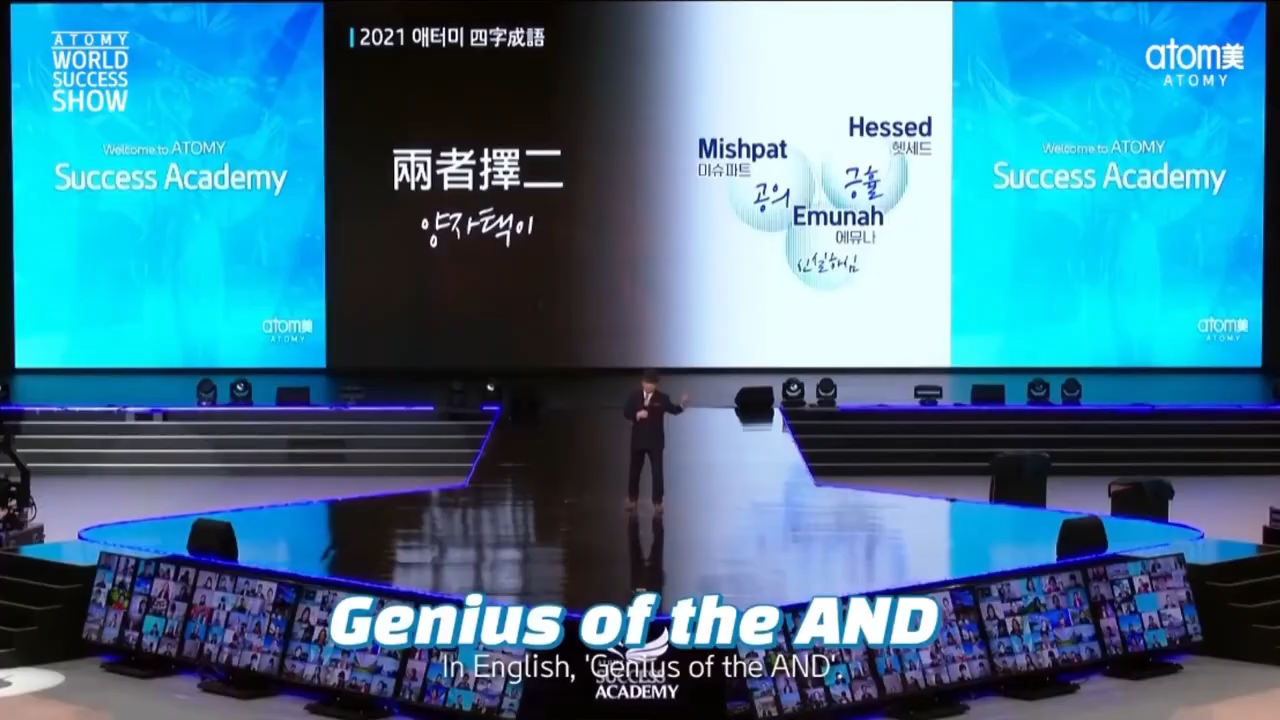 ATOMY
WORLD
SUCCESS
SHOW
Welcome to ATOMY
Success Academy
atom美
ATOMY
2021 애터미 四字成語
兩者擇二
양자택이
Hessed
헷세드
Mishpat
미슈파트
긍휼
공의
Emunah
에뮤나
신실하심
atom美
ATOMY
Welcome to ATOMY
Success Academy
atom美
ATOMY
Genius of the AND
In English, 'Genius of the AND'.
SUCCESS
ACADEMY